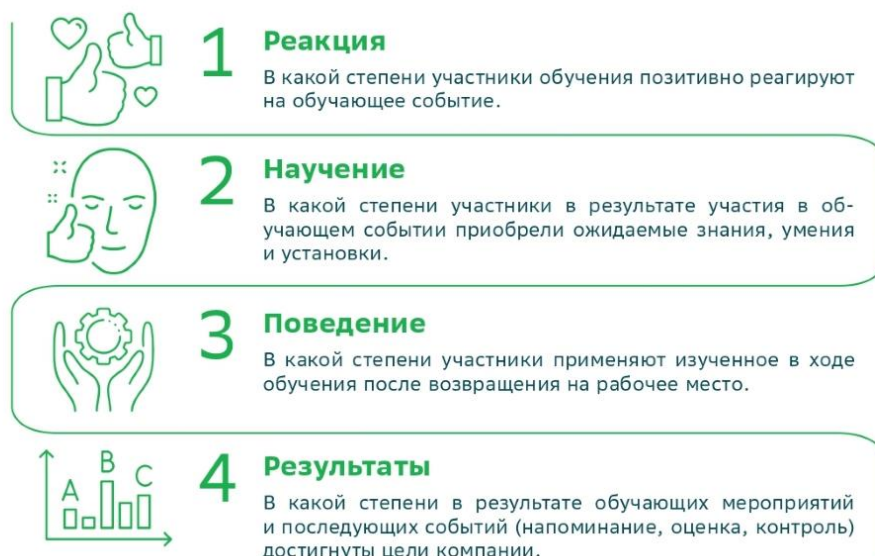 1 Реакция
В какой степени участники обучения позитивно реагируют
на обучающее событие.
2 Научение
В какой степени участники в результате участия в об-
учающем событии приобрели ожидаемые знания, умения
и установки.
3 Поведение
В какой степени участники применяют изученное в ходе
обучения после возвращения на рабочее место.
A B C
4 Результаты
В какой степени в результате обучающих мероприятий
и последующих событий (напоминание, оценка, контроль)
достигнуты цели компании.